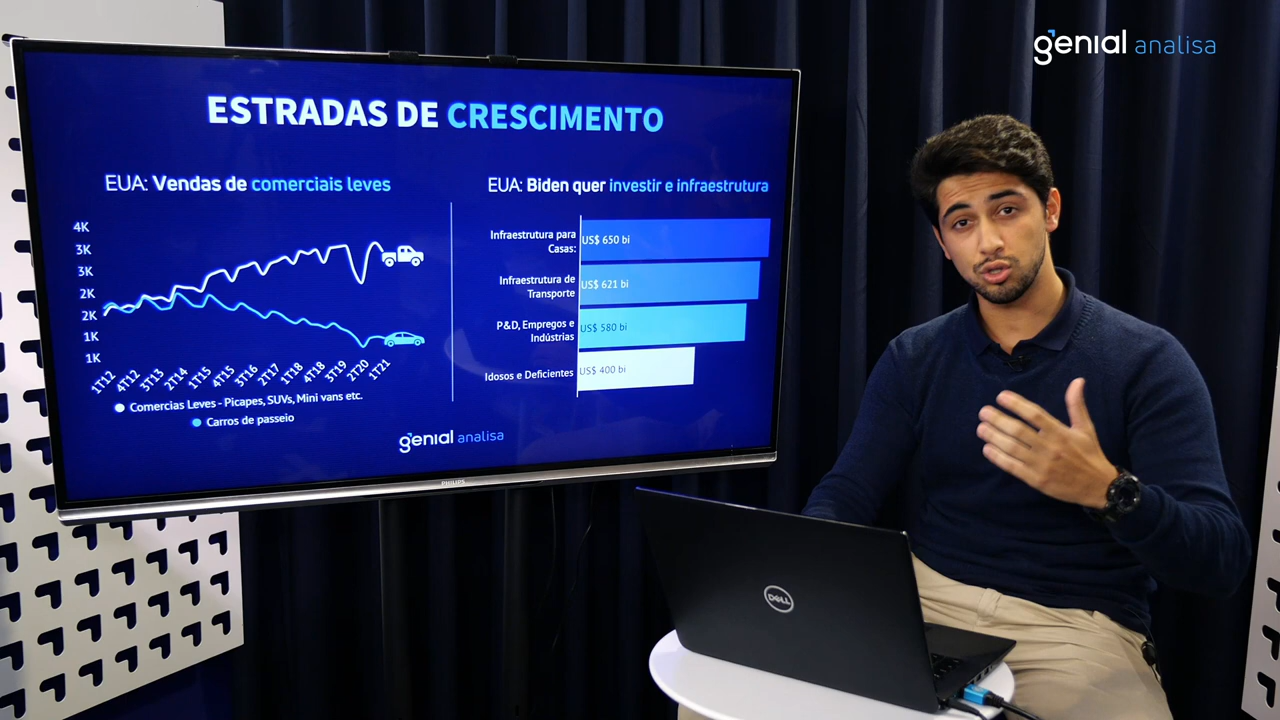 genial analisa
ESTRADAS DE CRESCIMENTO
EUA: Vendas de comerciais leves
4K
3K
3K
2K
2K
1K
1K
1T12
4T12
3T13
2T14
1T15
4T15
3T16
2T17
1T18
4T18
3T19
2T20
1T21
Comercias Leves - Picapes, SUVs, Mini vans etc.
Carros de passeio
EUA: Biden quer investir e infraestrutura
Infraestrutura para
Casas:
US$ 650 bi
Infraestrutura de
Transporte
US$ 621 bi
P&D, Empregos e
Indústrias
US$ 580 bi
Idosos e Deficientes
US$ 400 bi
genial analisa
PHILIPS
DELL